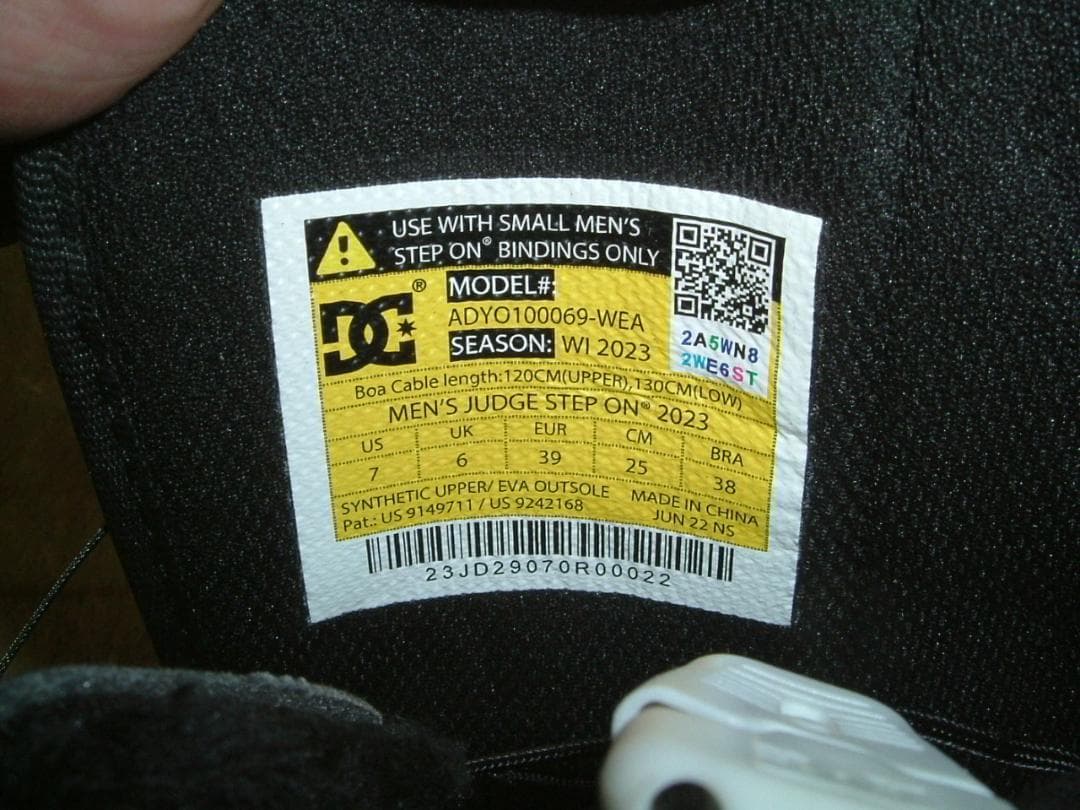 USE WITH SMALL MEN'S
STEP ON® BINDINGS ONLY
DC®
MODEL#:
ADYO100069-WEA
SEASON: WI 2023
2A5WN8
2WE6ST
Boa Cable length:120CM(UPPER),130CM(LOW)
MEN'S JUDGE STEP ON® 2023
US UK EUR CM BRA
7 6 39 25 38
SYNTHETIC UPPER/ EVA OUTSOLE MADE IN CHINA
Pat.: US 9149711 / US 9242168 JUN 22 NS
23JD29070R00022